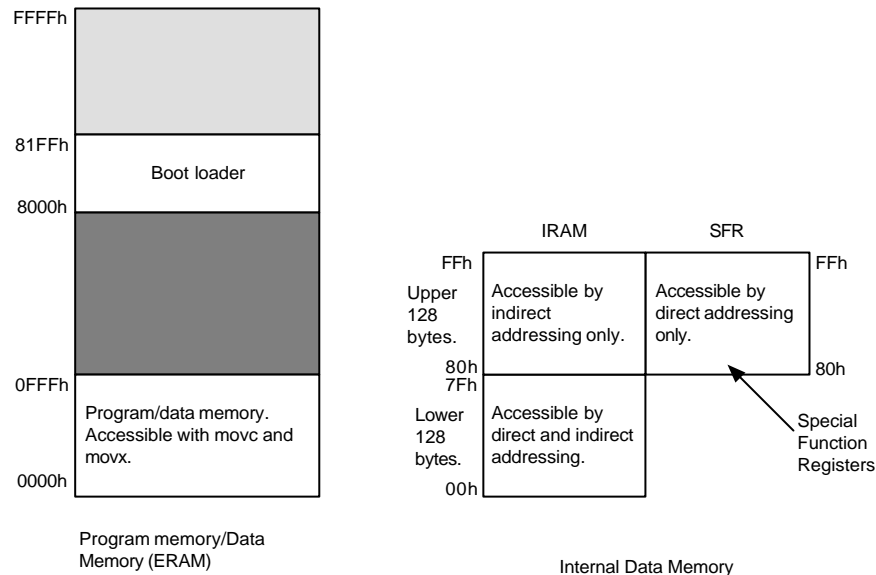 FFFFh
81FFh
Boot loader
8000h
0FFFh
Program/data memory.
Accessible with movc and
movx.
0000h
Program memory/Data
Memory (ERAM)
IRAM
SFR
FFh
FFh
Upper
128
bytes.
Accessible by
indirect
addressing only.
Accessible by
direct addressing
only.
80h
80h
7Fh
Lower
128
bytes.
Accessible by
direct and indirect
addressing.
Special
Function
Registers
00h
Internal Data Memory